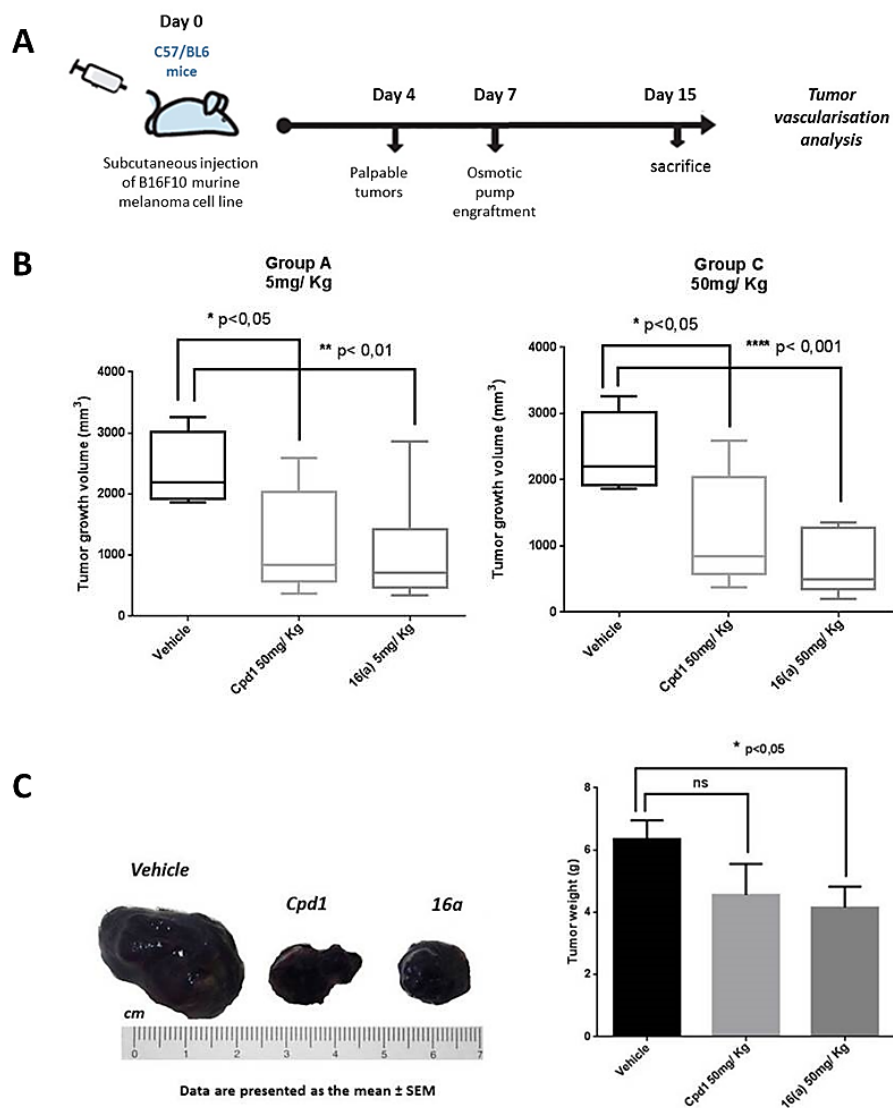 A
Day 0
C57/BL6
mice
Subcutaneous injection
of B16F10 murine
melanoma cell line
Day 4
Palpable
tumors
Day 7
Osmotic
pump
engraftment
Day 15
sacrifice
Tumor
vascularisation
analysis
B
Group A
5mg/ Kg
* p<0,05
** p< 0,01
Tumor growth volume (mm³)
4000
3000
2000
1000
0
Vehicle
Cpd1 50mg/ Kg
16(a) 5mg/ Kg
Group C
50mg/ Kg
* p<0,05
**** p< 0,001
Tumor growth volume (mm³)
4000
3000
2000
1000
0
Vehicle
Cpd1 50mg/ Kg
16(a) 50mg/ Kg
C
Vehicle
Cpd1
16a
cm
0 1 2 3 4 5 6 7
Data are presented as the mean ± SEM
* p<0,05
ns
Tumor weight (g)
8
6
4
2
0
Vehicle
Cpd1 50mg/ Kg
16(a) 50mg/ Kg